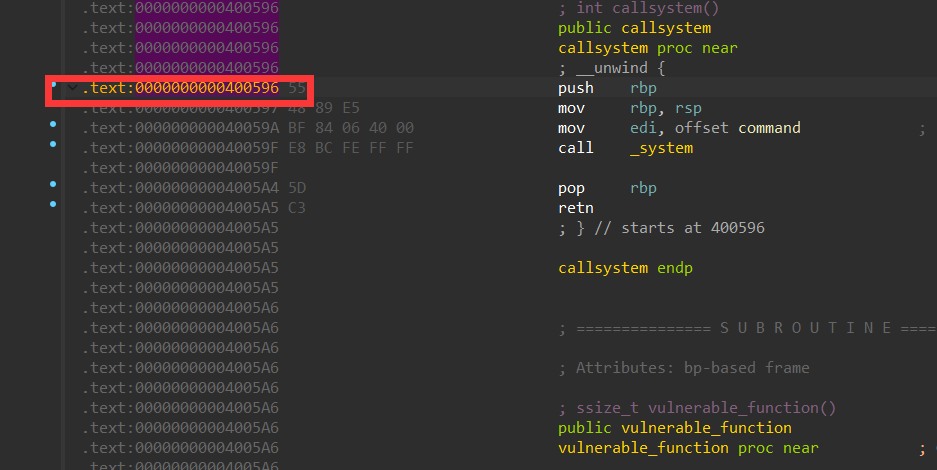 .text:0000000000400596 ; int callsystem()
.text:0000000000400596 public callsystem
.text:0000000000400596 callsystem proc near
.text:0000000000400596 ; __unwind {
.text:0000000000400596 55 push rbp
.text:0000000000400597 48 89 E5 mov rbp, rsp
.text:000000000040059A BF 84 06 40 00 mov edi, offset command ;
.text:000000000040059F E8 BC FE FF FF call _system
.text:000000000040059F
.text:00000000004005A4 5D pop rbp
.text:00000000004005A5 C3 retn
.text:00000000004005A5 ; } // starts at 400596
.text:00000000004005A5
.text:00000000004005A5 callsystem endp
.text:00000000004005A5
.text:00000000004005A6
.text:00000000004005A6 ; =============== S U B R O U T I N E ====
.text:00000000004005A6
.text:00000000004005A6 ; Attributes: bp-based frame
.text:00000000004005A6
.text:00000000004005A6 ; ssize_t vulnerable_function()
.text:00000000004005A6 public vulnerable_function
.text:00000000004005A6 vulnerable_function proc near ;
.text:00000000004005A6